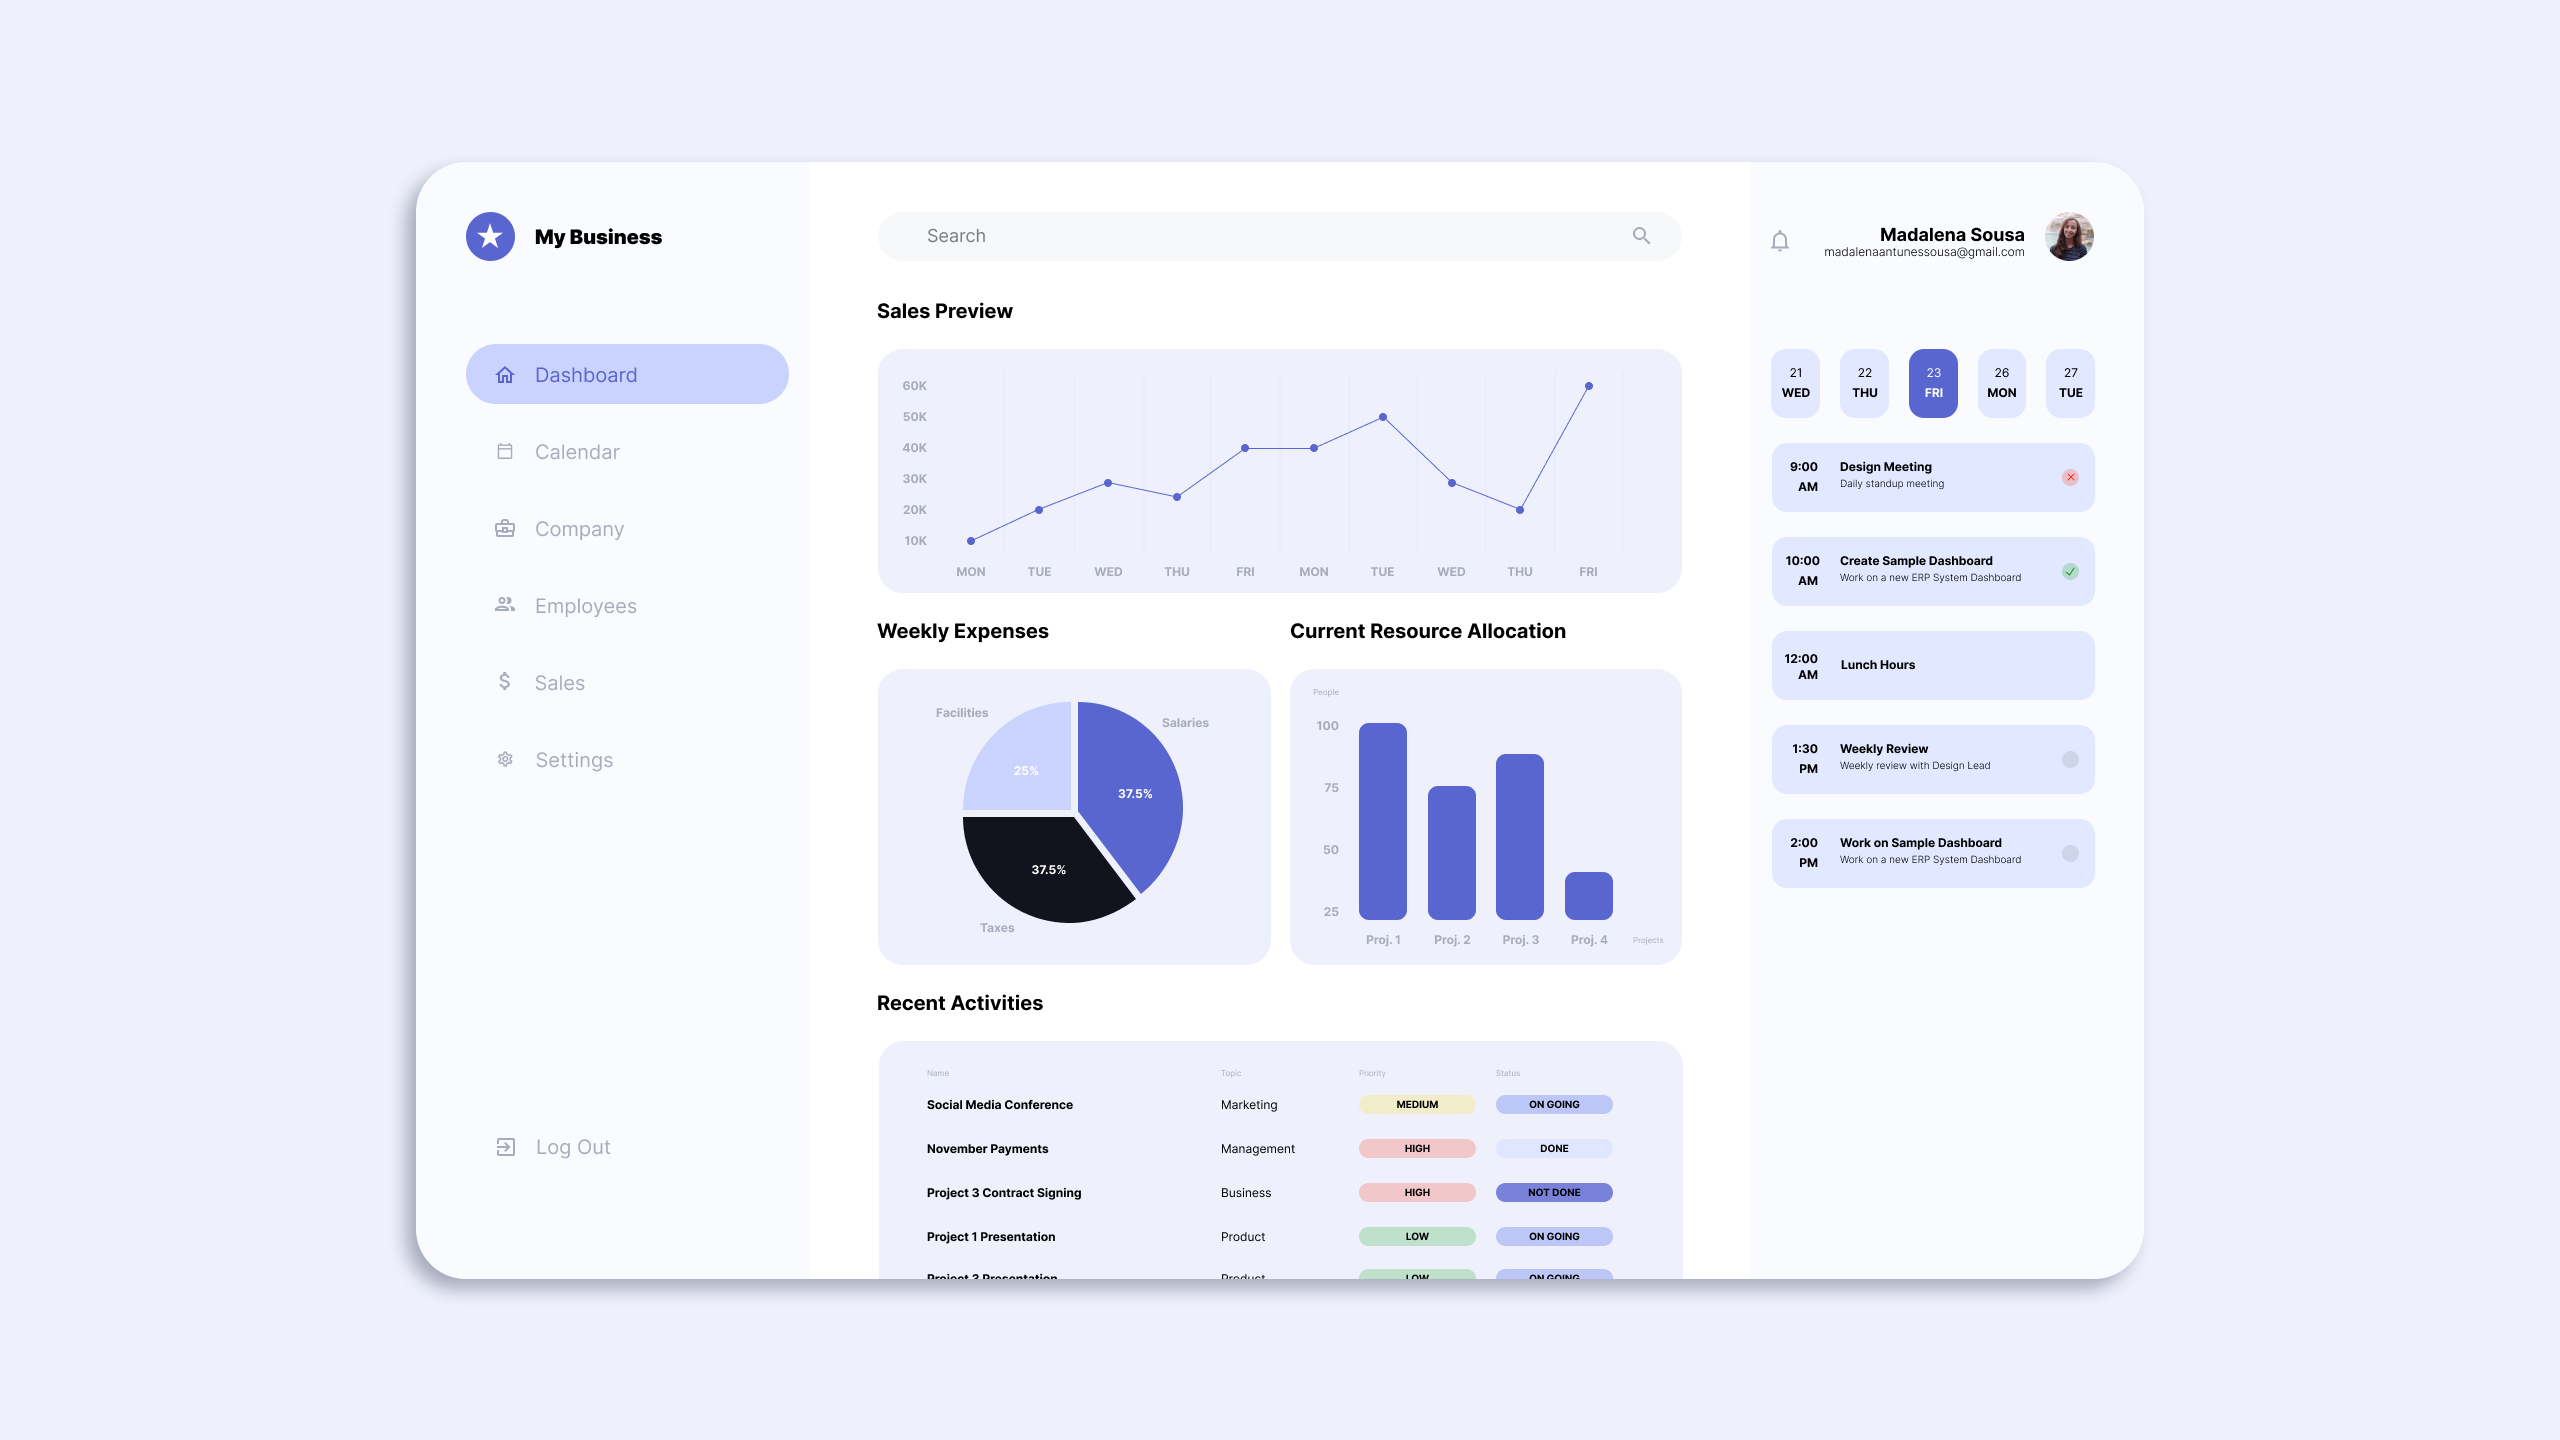 My Business
Dashboard
Calendar
Company
Employees
Sales
Settings
Log Out
Search
Sales Preview
60K
50K
40K
30K
20K
10K
MON TUE WED THU FRI MON TUE WED THU FRI
Weekly Expenses
Facilities
Salaries
25%
37.5%
37.5%
Taxes
Current Resource Allocation
People
100
75
50
25
Proj. 1 Proj. 2 Proj. 3 Proj. 4 Projects
Recent Activities
Name Topic Priority Status
Social Media Conference Marketing MEDIUM ON GOING
November Payments Management HIGH DONE
Project 3 Contract Signing Business HIGH NOT DONE
Project 1 Presentation Product LOW ON GOING
Project 3 Presentation Product LOW ON GOING
Madalena Sousa
madalenaantunessousa@gmail.com
21 22 23 26 27
WED THU FRI MON TUE
9:00 AM
Design Meeting
Daily standup meeting
10:00 AM
Create Sample Dashboard
Work on a new ERP System Dashboard
12:00 AM
Lunch Hours
1:30 PM
Weekly Review
Weekly review with Design Lead
2:00 PM
Work on Sample Dashboard
Work on a new ERP System Dashboard